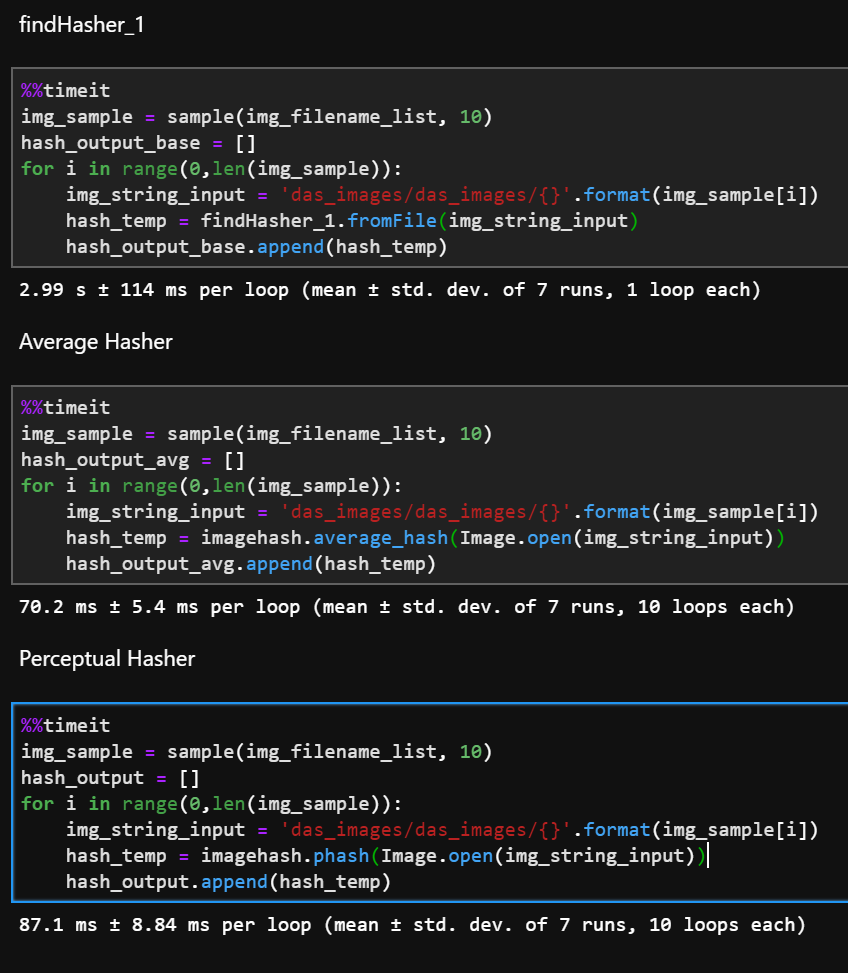 findHasher_1
%%timeit
img_sample = sample(img_filename_list, 10)
hash_output_base = []
for i in range(0,len(img_sample)):
    img_string_input = 'das_images/das_images/{}'.format(img_sample[i])
    hash_temp = findHasher_1.fromFile(img_string_input)
    hash_output_base.append(hash_temp)
2.99 s ± 114 ms per loop (mean ± std. dev. of 7 runs, 1 loop each)
Average Hasher
%%timeit
img_sample = sample(img_filename_list, 10)
hash_output_avg = []
for i in range(0,len(img_sample)):
    img_string_input = 'das_images/das_images/{}'.format(img_sample[i])
    hash_temp = imagehash.average_hash(Image.open(img_string_input))
    hash_output_avg.append(hash_temp)
70.2 ms ± 5.4 ms per loop (mean ± std. dev. of 7 runs, 10 loops each)
Perceptual Hasher
%%timeit
img_sample = sample(img_filename_list, 10)
hash_output = []
for i in range(0,len(img_sample)):
    img_string_input = 'das_images/das_images/{}'.format(img_sample[i])
    hash_temp = imagehash.phash(Image.open(img_string_input))
    hash_output.append(hash_temp)
87.1 ms ± 8.84 ms per loop (mean ± std. dev. of 7 runs, 10 loops each)